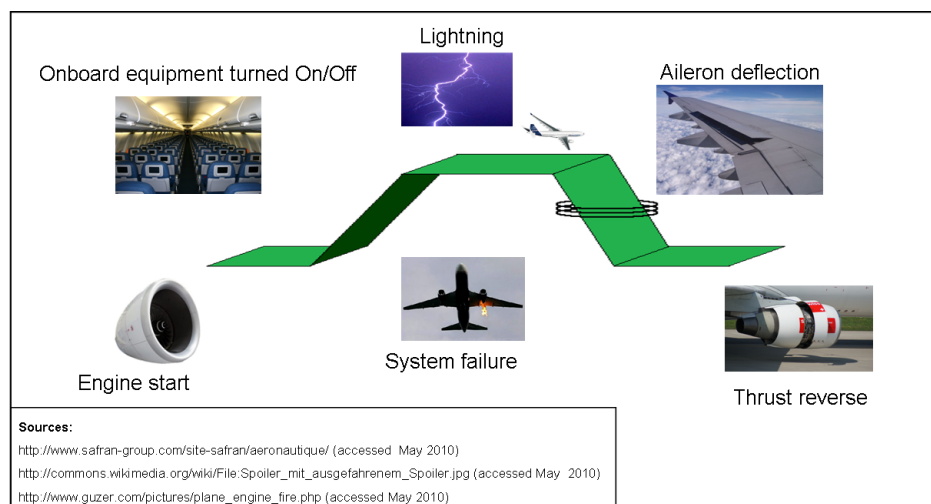 Lightning
Onboard equipment turned On/Off
Aileron deflection
Engine start
System failure
Thrust reverse
Sources:
http://www.safran-group.com/site-safran/aeronautique/ (accessed  May 2010)
http://commons.wikimedia.org/wiki/File:Spoiler_mit_ausgefahrenem_Spoiler.jpg (accessed May  2010)
http://www.guzer.com/pictures/plane_engine_fire.php (accessed May 2010)